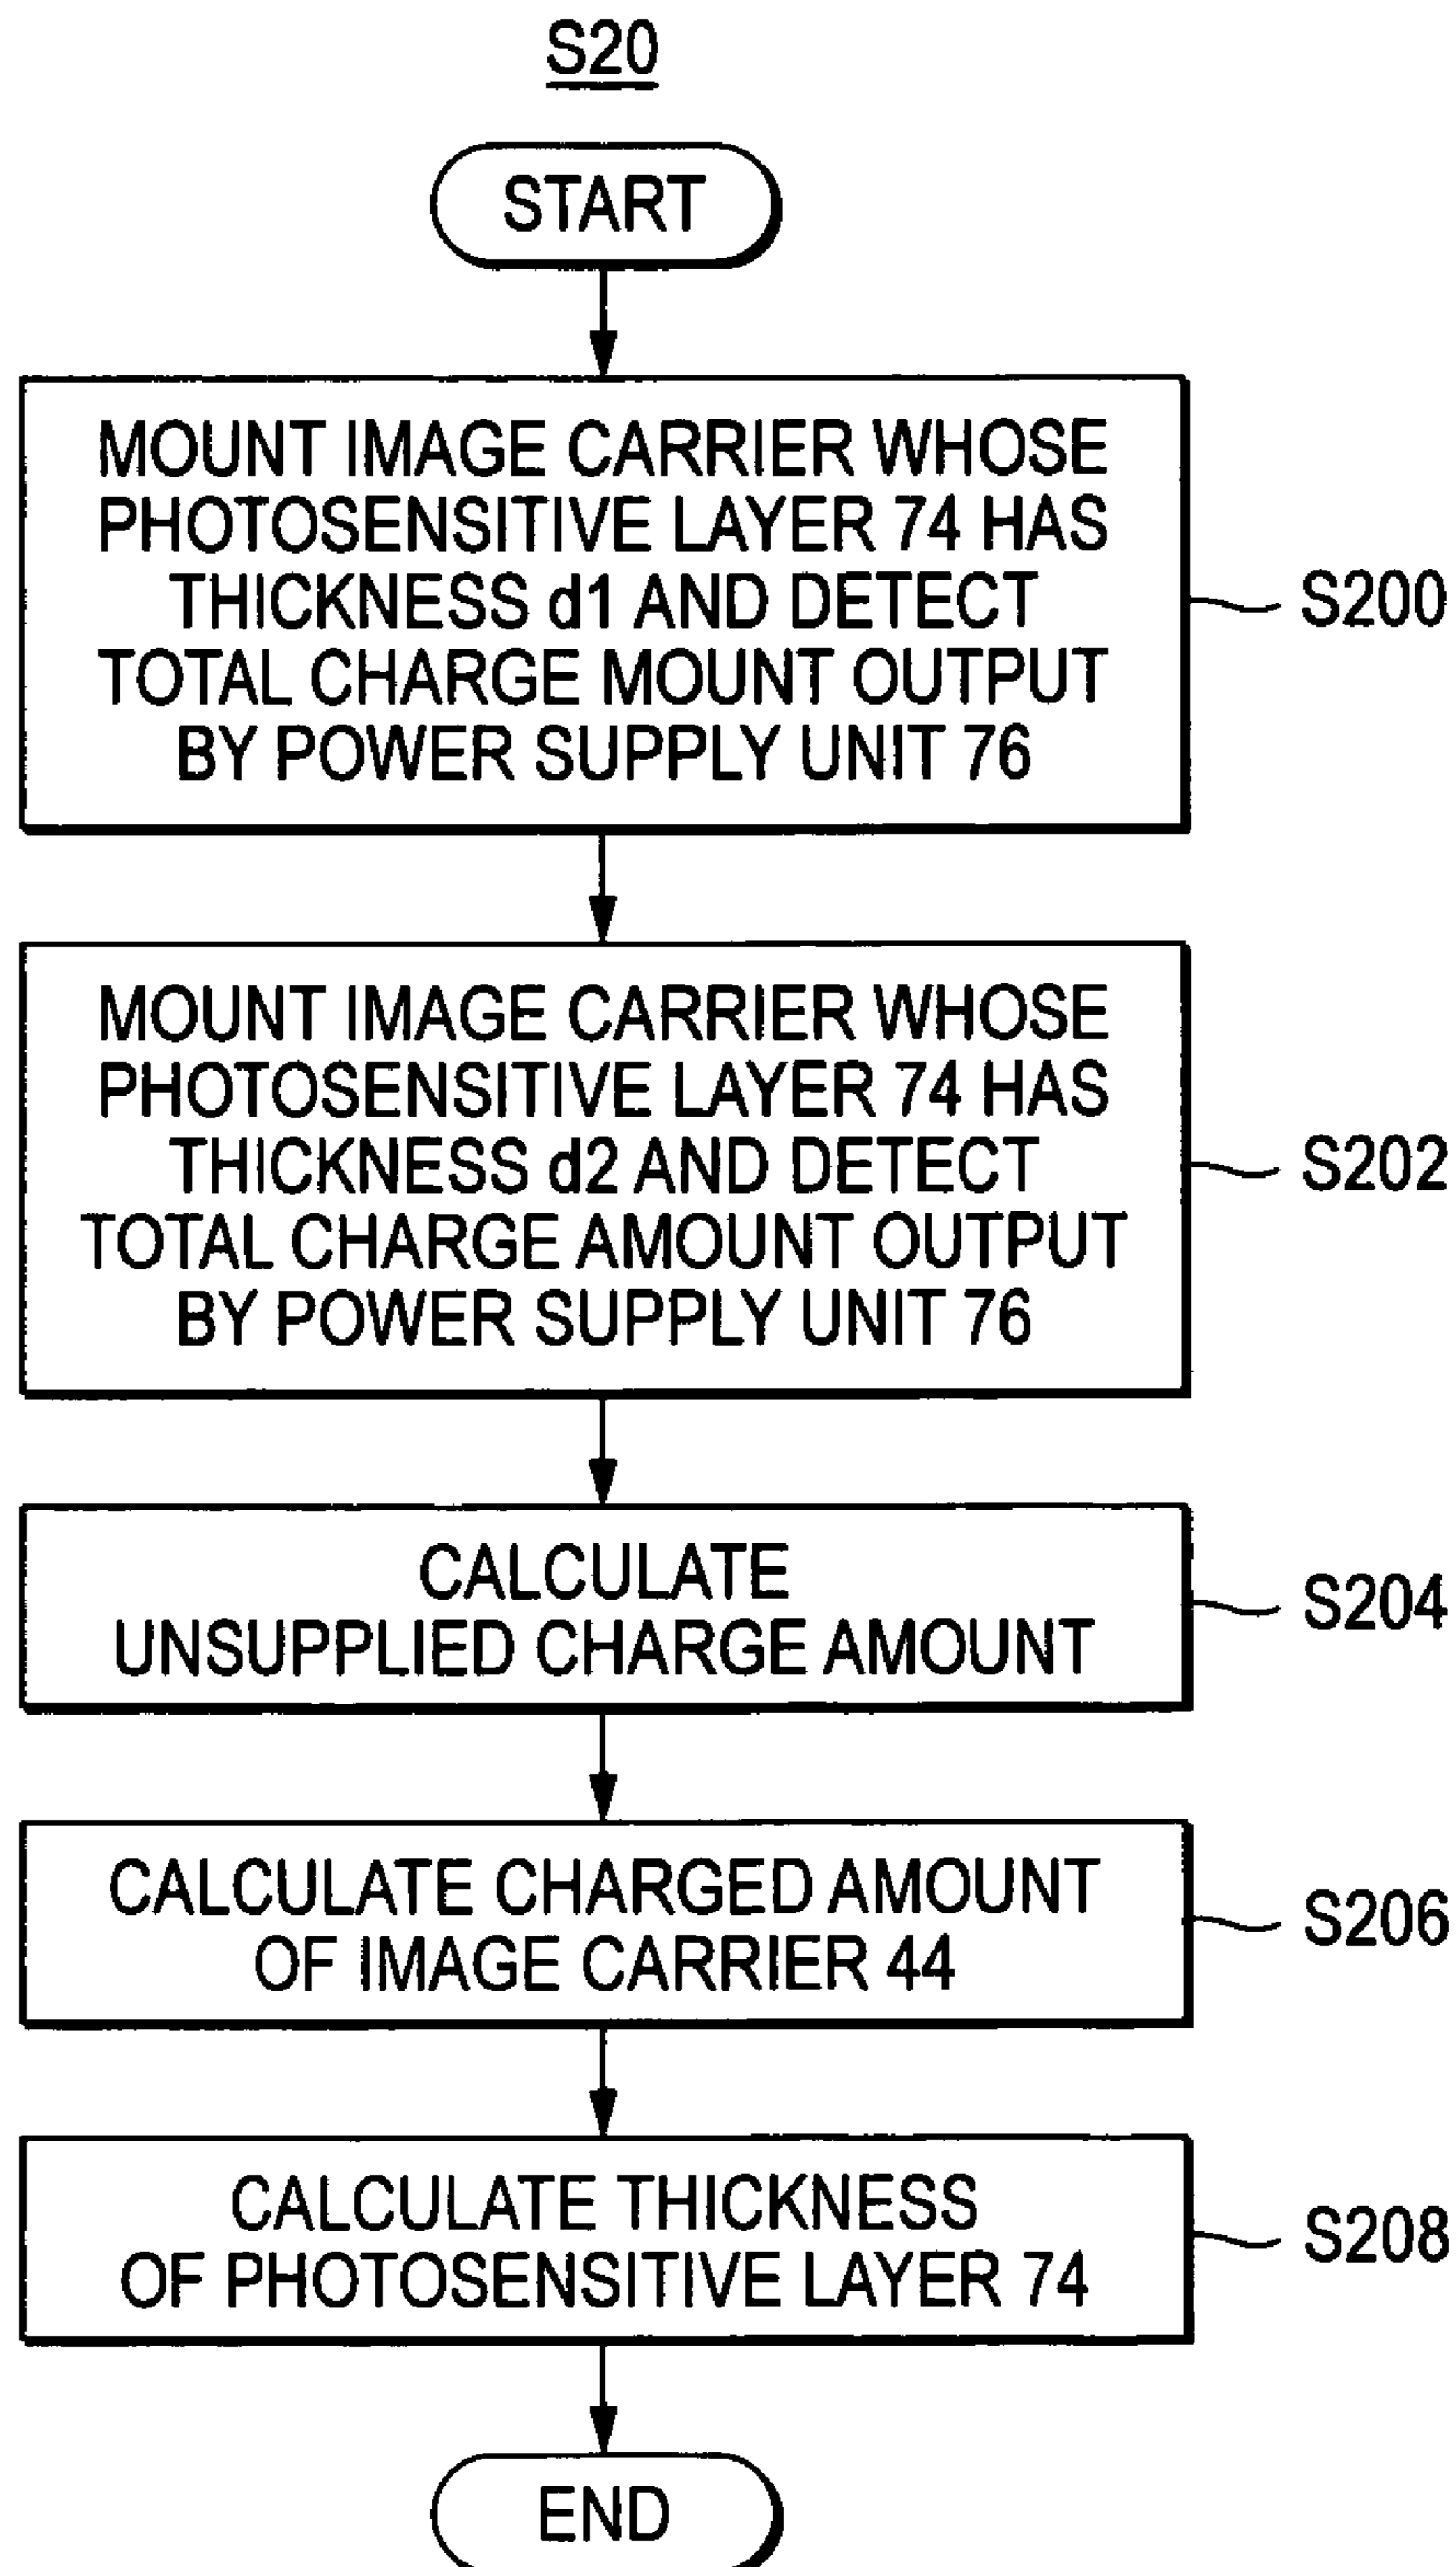 S20
START
MOUNT IMAGE CARRIER WHOSE
PHOTOSENSITIVE LAYER 74 HAS
THICKNESS d1 AND DETECT
TOTAL CHARGE MOUNT OUTPUT
BY POWER SUPPLY UNIT 76
S200
MOUNT IMAGE CARRIER WHOSE
PHOTOSENSITIVE LAYER 74 HAS
THICKNESS d2 AND DETECT
TOTAL CHARGE AMOUNT OUTPUT
BY POWER SUPPLY UNIT 76
S202
CALCULATE
UNSUPPLIED CHARGE AMOUNT
S204
CALCULATE CHARGED AMOUNT
OF IMAGE CARRIER 44
S206
CALCULATE THICKNESS
OF PHOTOSENSITIVE LAYER 74
S208
END